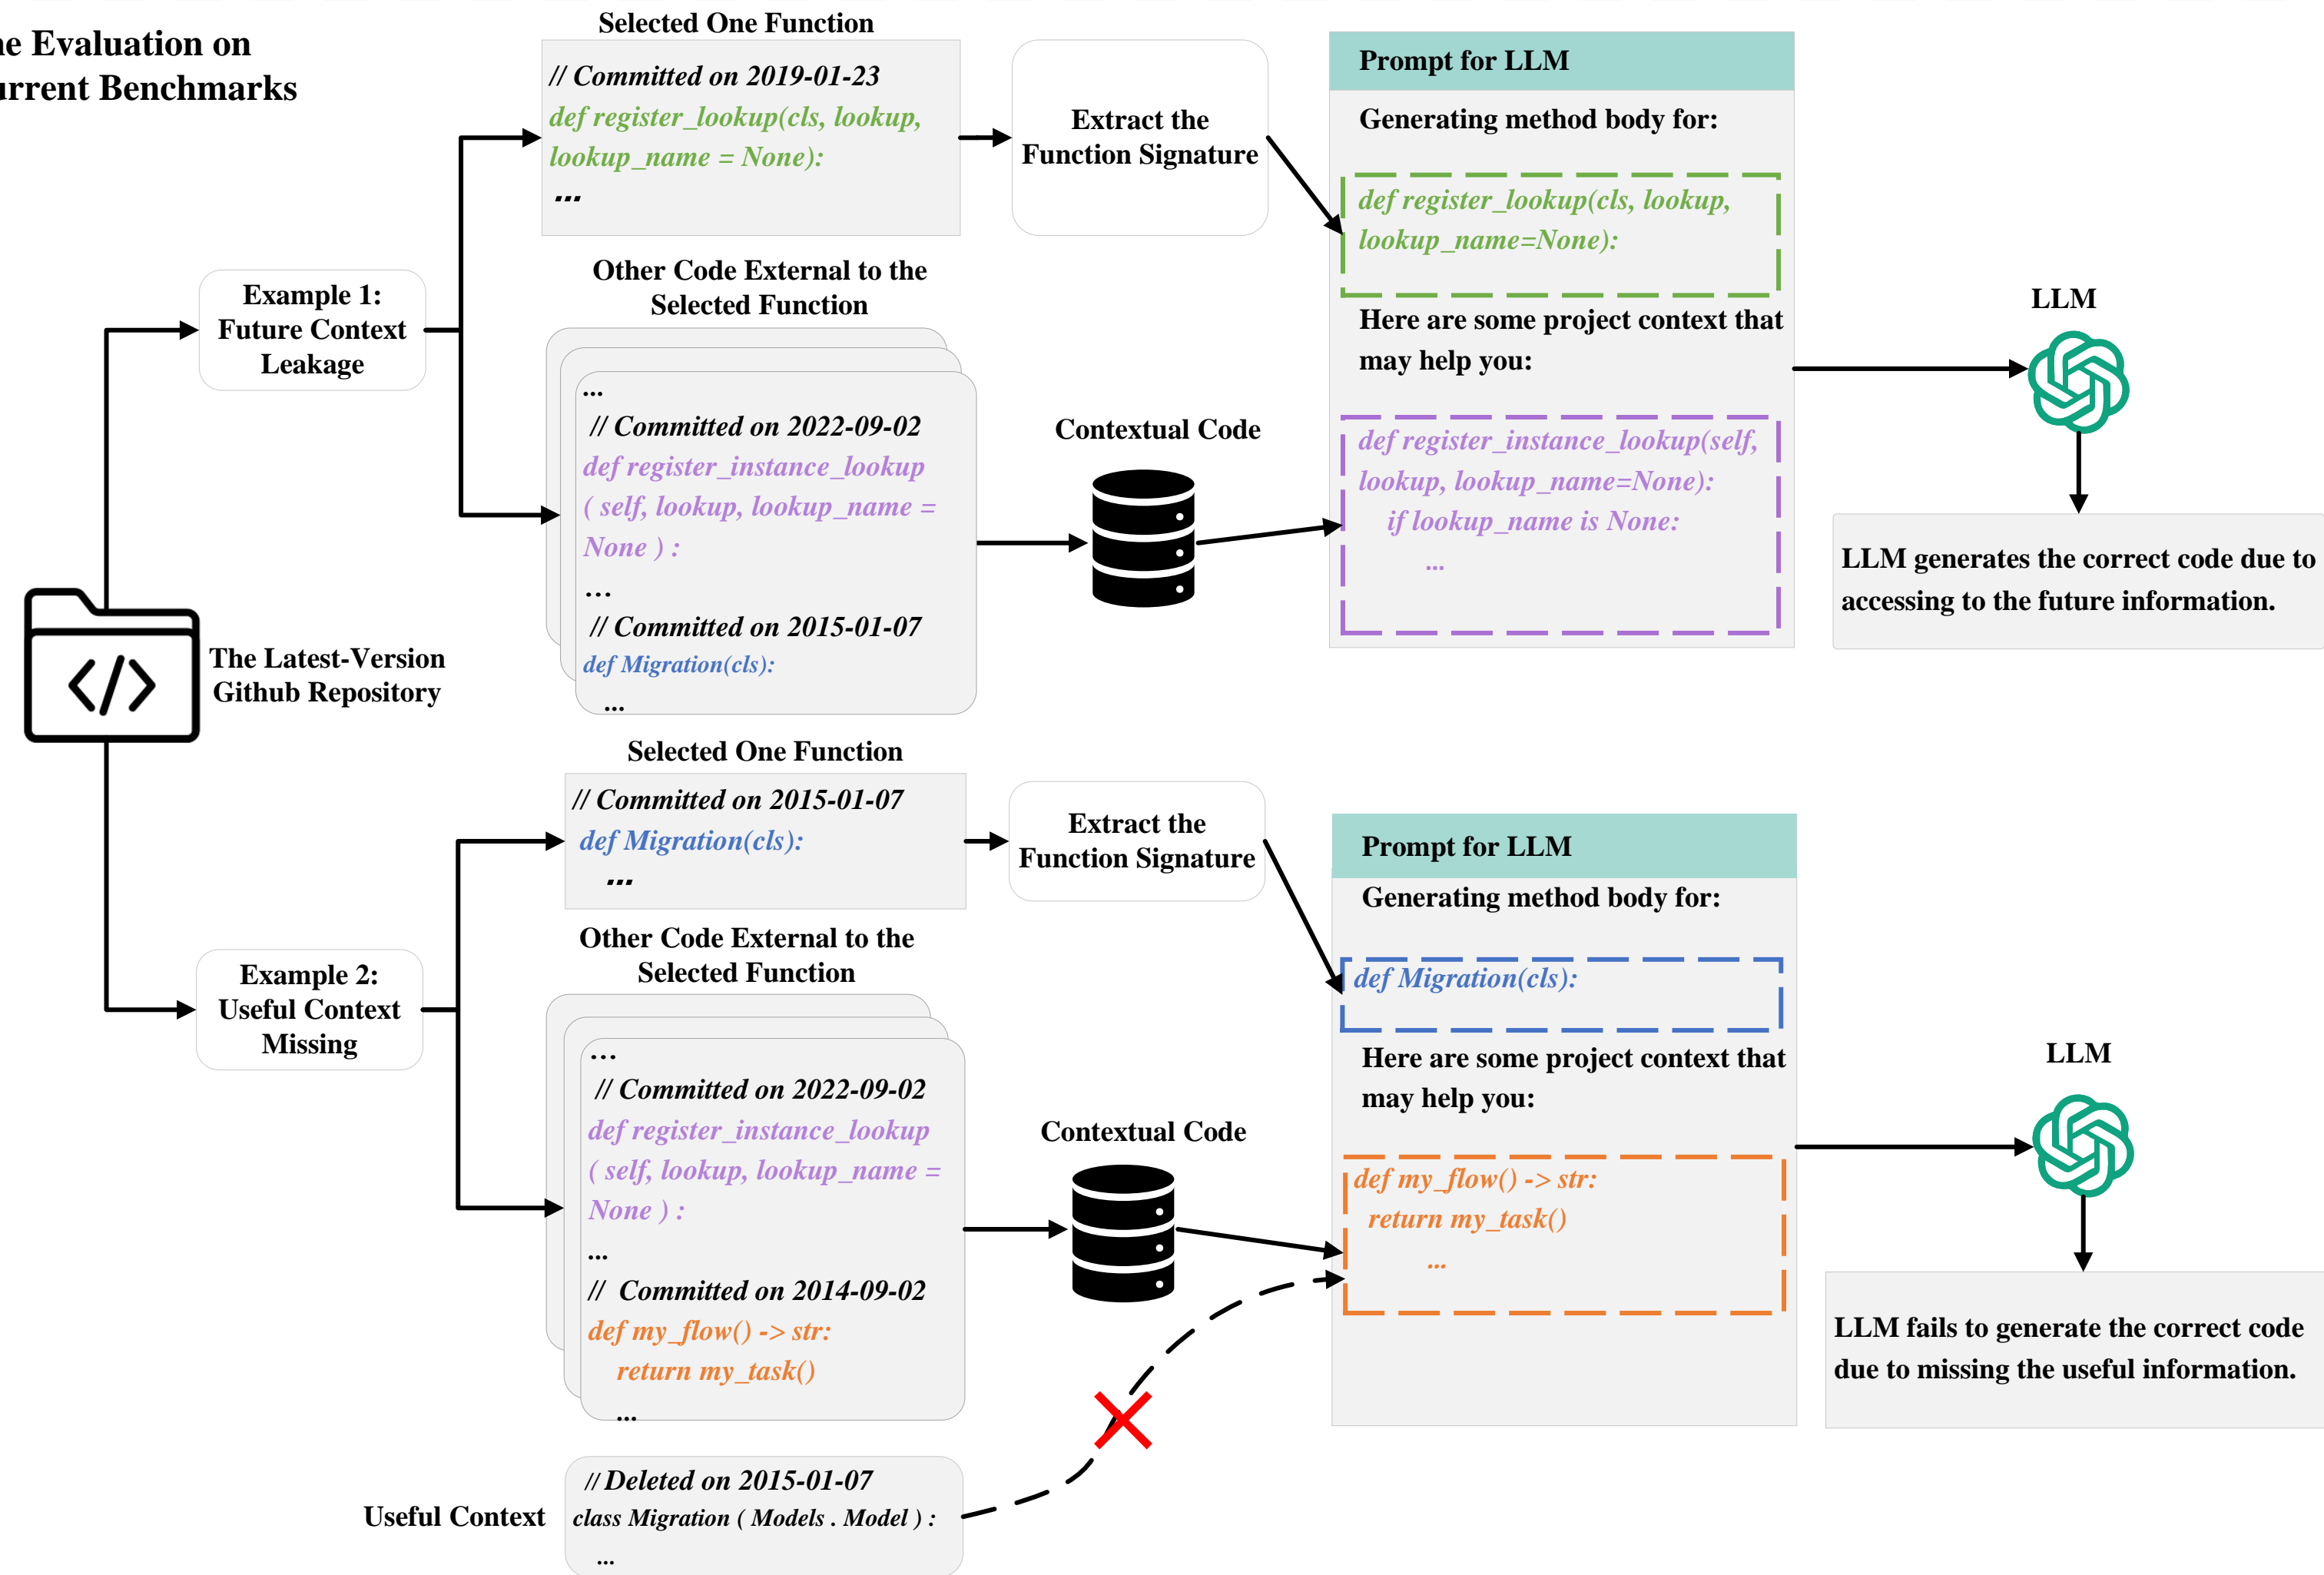 ne Evaluation on
urrent Benchmarks
Selected One Function
// Committed on 2019-01-23
def register_lookup(cls, lookup,
lookup_name = None):
...
Extract the
Function Signature
Other Code External to the
Selected Function
...
// Committed on 2022-09-02
def register_instance_lookup
( self, lookup, lookup_name =
None ) :
...
// Committed on 2015-01-07
def Migration(cls):
...
Contextual Code
Prompt for LLM
Generating method body for:
def register_lookup(cls, lookup,
lookup_name=None):
Here are some project context that
may help you:
def register_instance_lookup(self,
lookup, lookup_name=None):
if lookup_name is None:
...
LLM
LLM generates the correct code due to
accessing to the future information.
Example 1:
Future Context
Leakage
The Latest-Version
Github Repository
Example 2:
Useful Context
Missing
Selected One Function
// Committed on 2015-01-07
def Migration(cls):
...
Extract the
Function Signature
Other Code External to the
Selected Function
...
// Committed on 2022-09-02
def register_instance_lookup
( self, lookup, lookup_name =
None ) :
...
// Committed on 2014-09-02
def my_flow() -> str:
return my_task()
...
Contextual Code
Useful Context
// Deleted on 2015-01-07
class Migration ( Models . Model ) :
...
Prompt for LLM
Generating method body for:
def Migration(cls):
Here are some project context that
may help you:
def my_flow() -> str:
return my_task()
...
LLM
LLM fails to generate the correct code
due to missing the useful information.